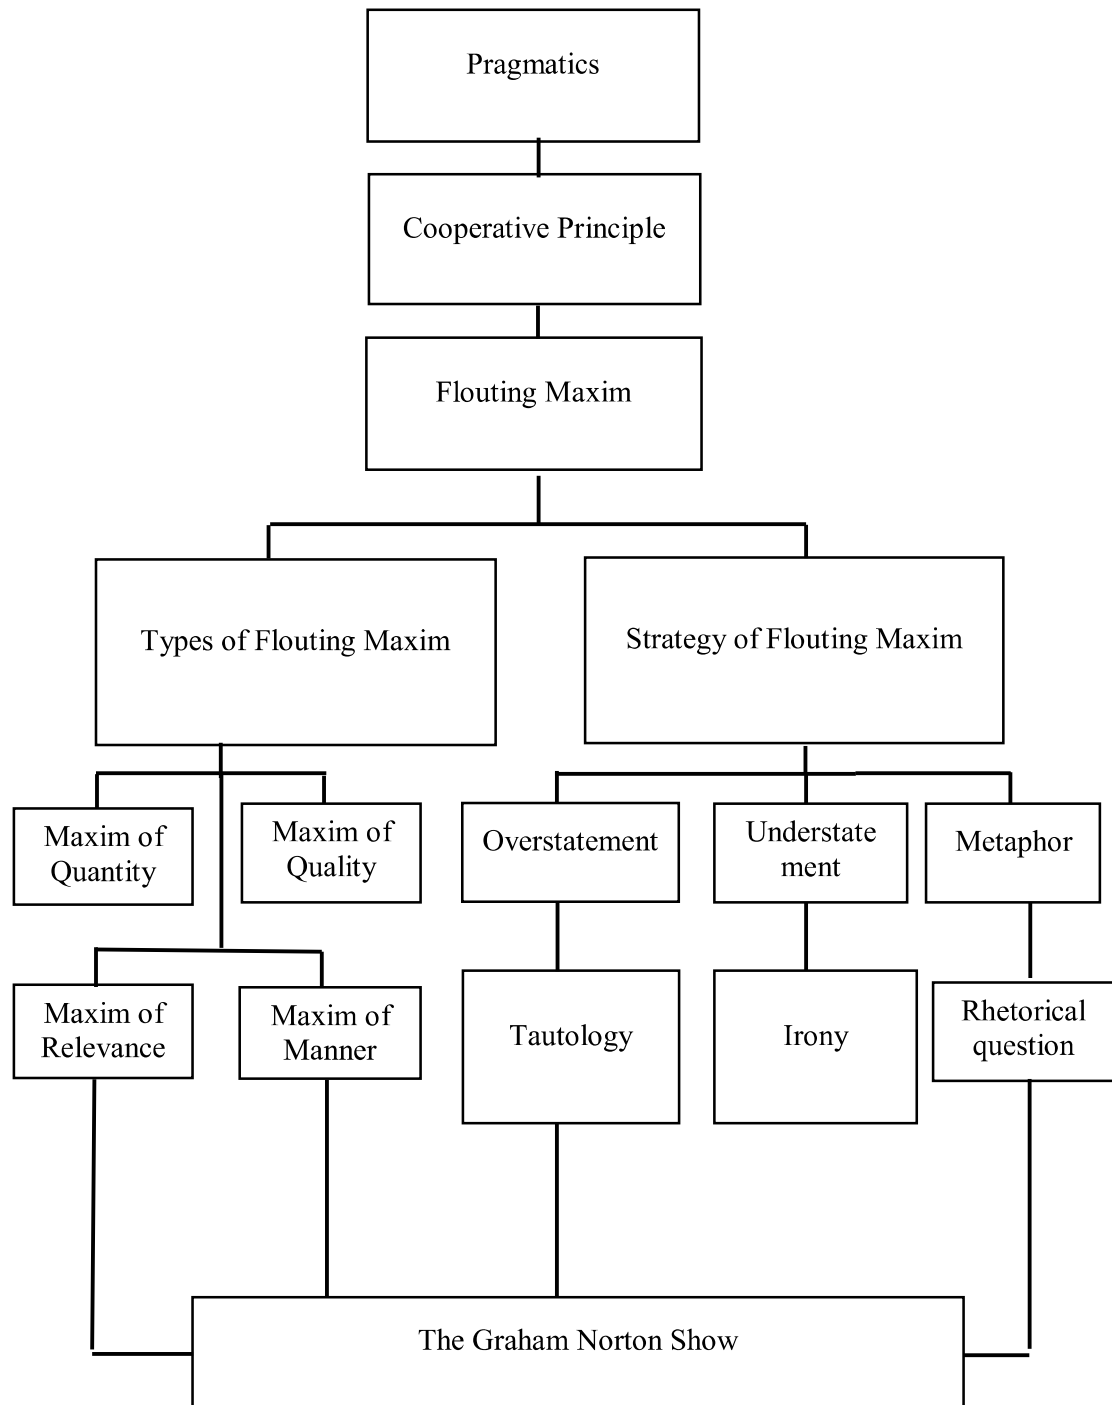 Pragmatics
Cooperative Principle
Flouting Maxim
Types of Flouting Maxim
Strategy of Flouting Maxim
Maxim of
Quantity
Maxim of
Quality
Overstatement
Understate
ment
Metaphor
Maxim of
Relevance
Maxim of
Manner
Tautology
Irony
Rhetorical
question
The Graham Norton Show